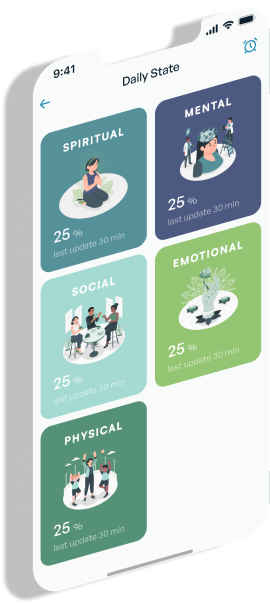 9:41
Daily State
SPIRITUAL
25 %
last update 30 min
MENTAL
25 %
last update 30 min
SOCIAL
25 %
last update 30 min
EMOTIONAL
25 %
last update 30 min
PHYSICAL
25 %
last update 30 min